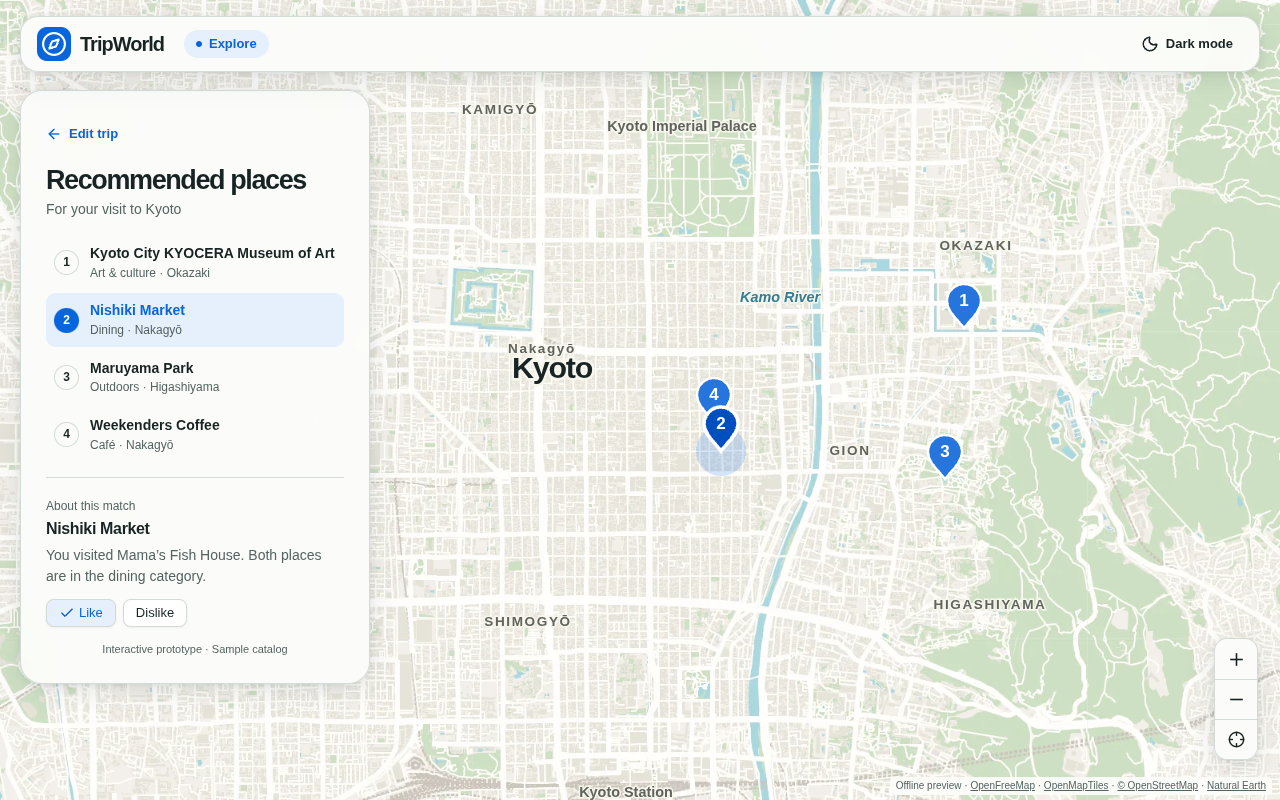 TripWorld
Explore
Dark mode
Edit trip
Recommended places
For your visit to Kyoto
1
Kyoto City KYOCERA Museum of Art
Art & culture · Okazaki
2
Nishiki Market
Dining · Nakagyō
3
Maruyama Park
Outdoors · Higashiyama
4
Weekenders Coffee
Café · Nakagyō
About this match
Nishiki Market
You visited Mama's Fish House. Both places
are in the dining category.
Like
Dislike
Interactive prototype · Sample catalog
KAMIGYŌ
Kyoto Imperial Palace
OKAZAKI
Kamo River
1
Nakagyō
Kyoto
4
2
GION
3
HIGASHIYAMA
SHIMOGYŌ
Kyoto Station
Offline preview · OpenFreeMap · OpenMapTiles · © OpenStreetMap · Natural Earth